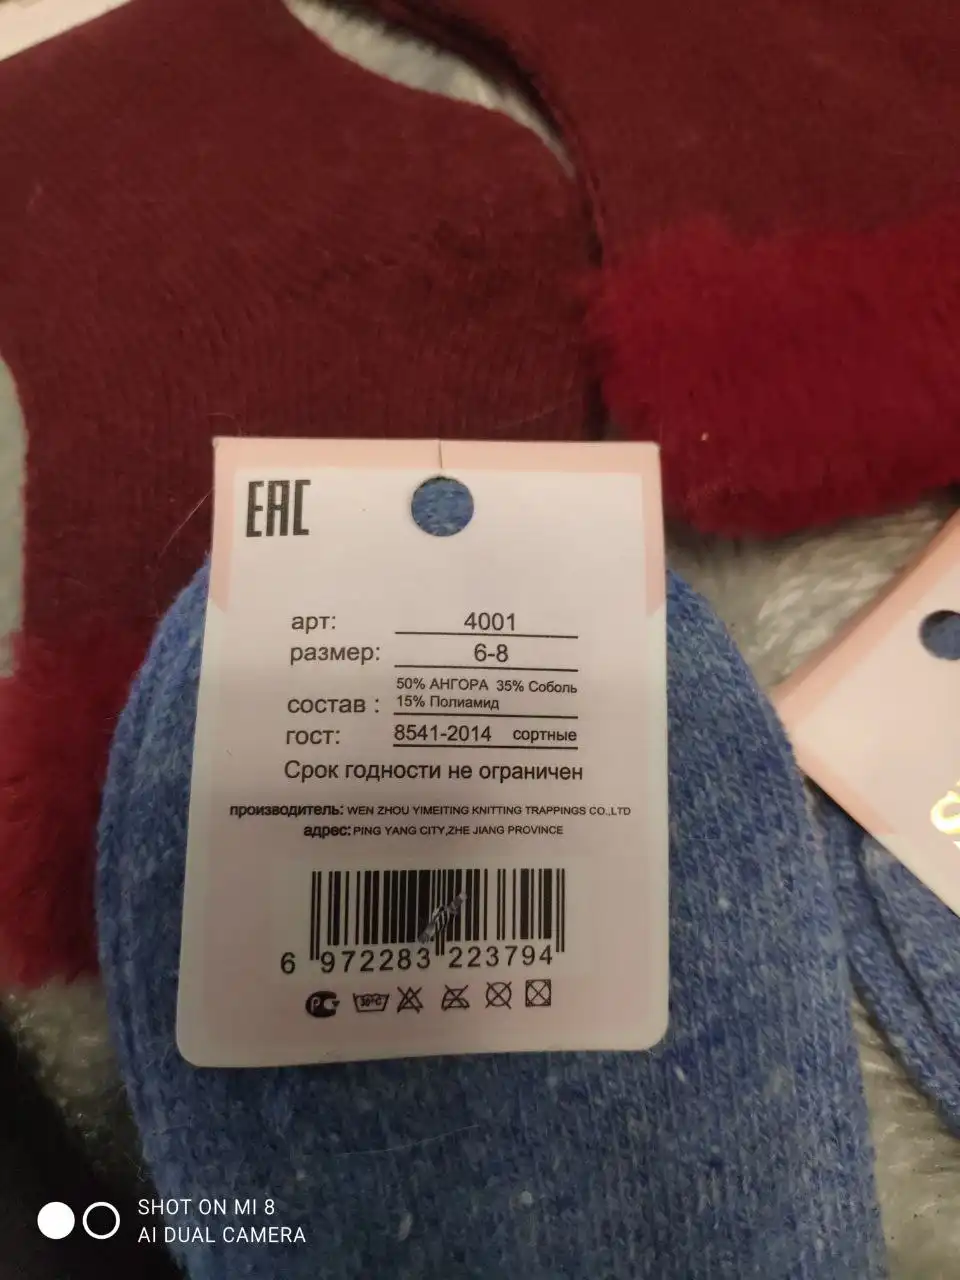 EAC
арт: 4001
размер: 6-8
50% АНГОРА 35% Соболь
состав : 15% Полиамид
гост: 8541-2014 сортные
Срок годности не ограничен
производитель: WEN ZHOU YIMEITING KNITTING TRAPPINGS CO.,LTD
адрес: PING YANG CITY,ZHE JIANG PROVINCE
6 972283 223794
30°C
SHOT ON MI 8
AI DUAL CAMERA